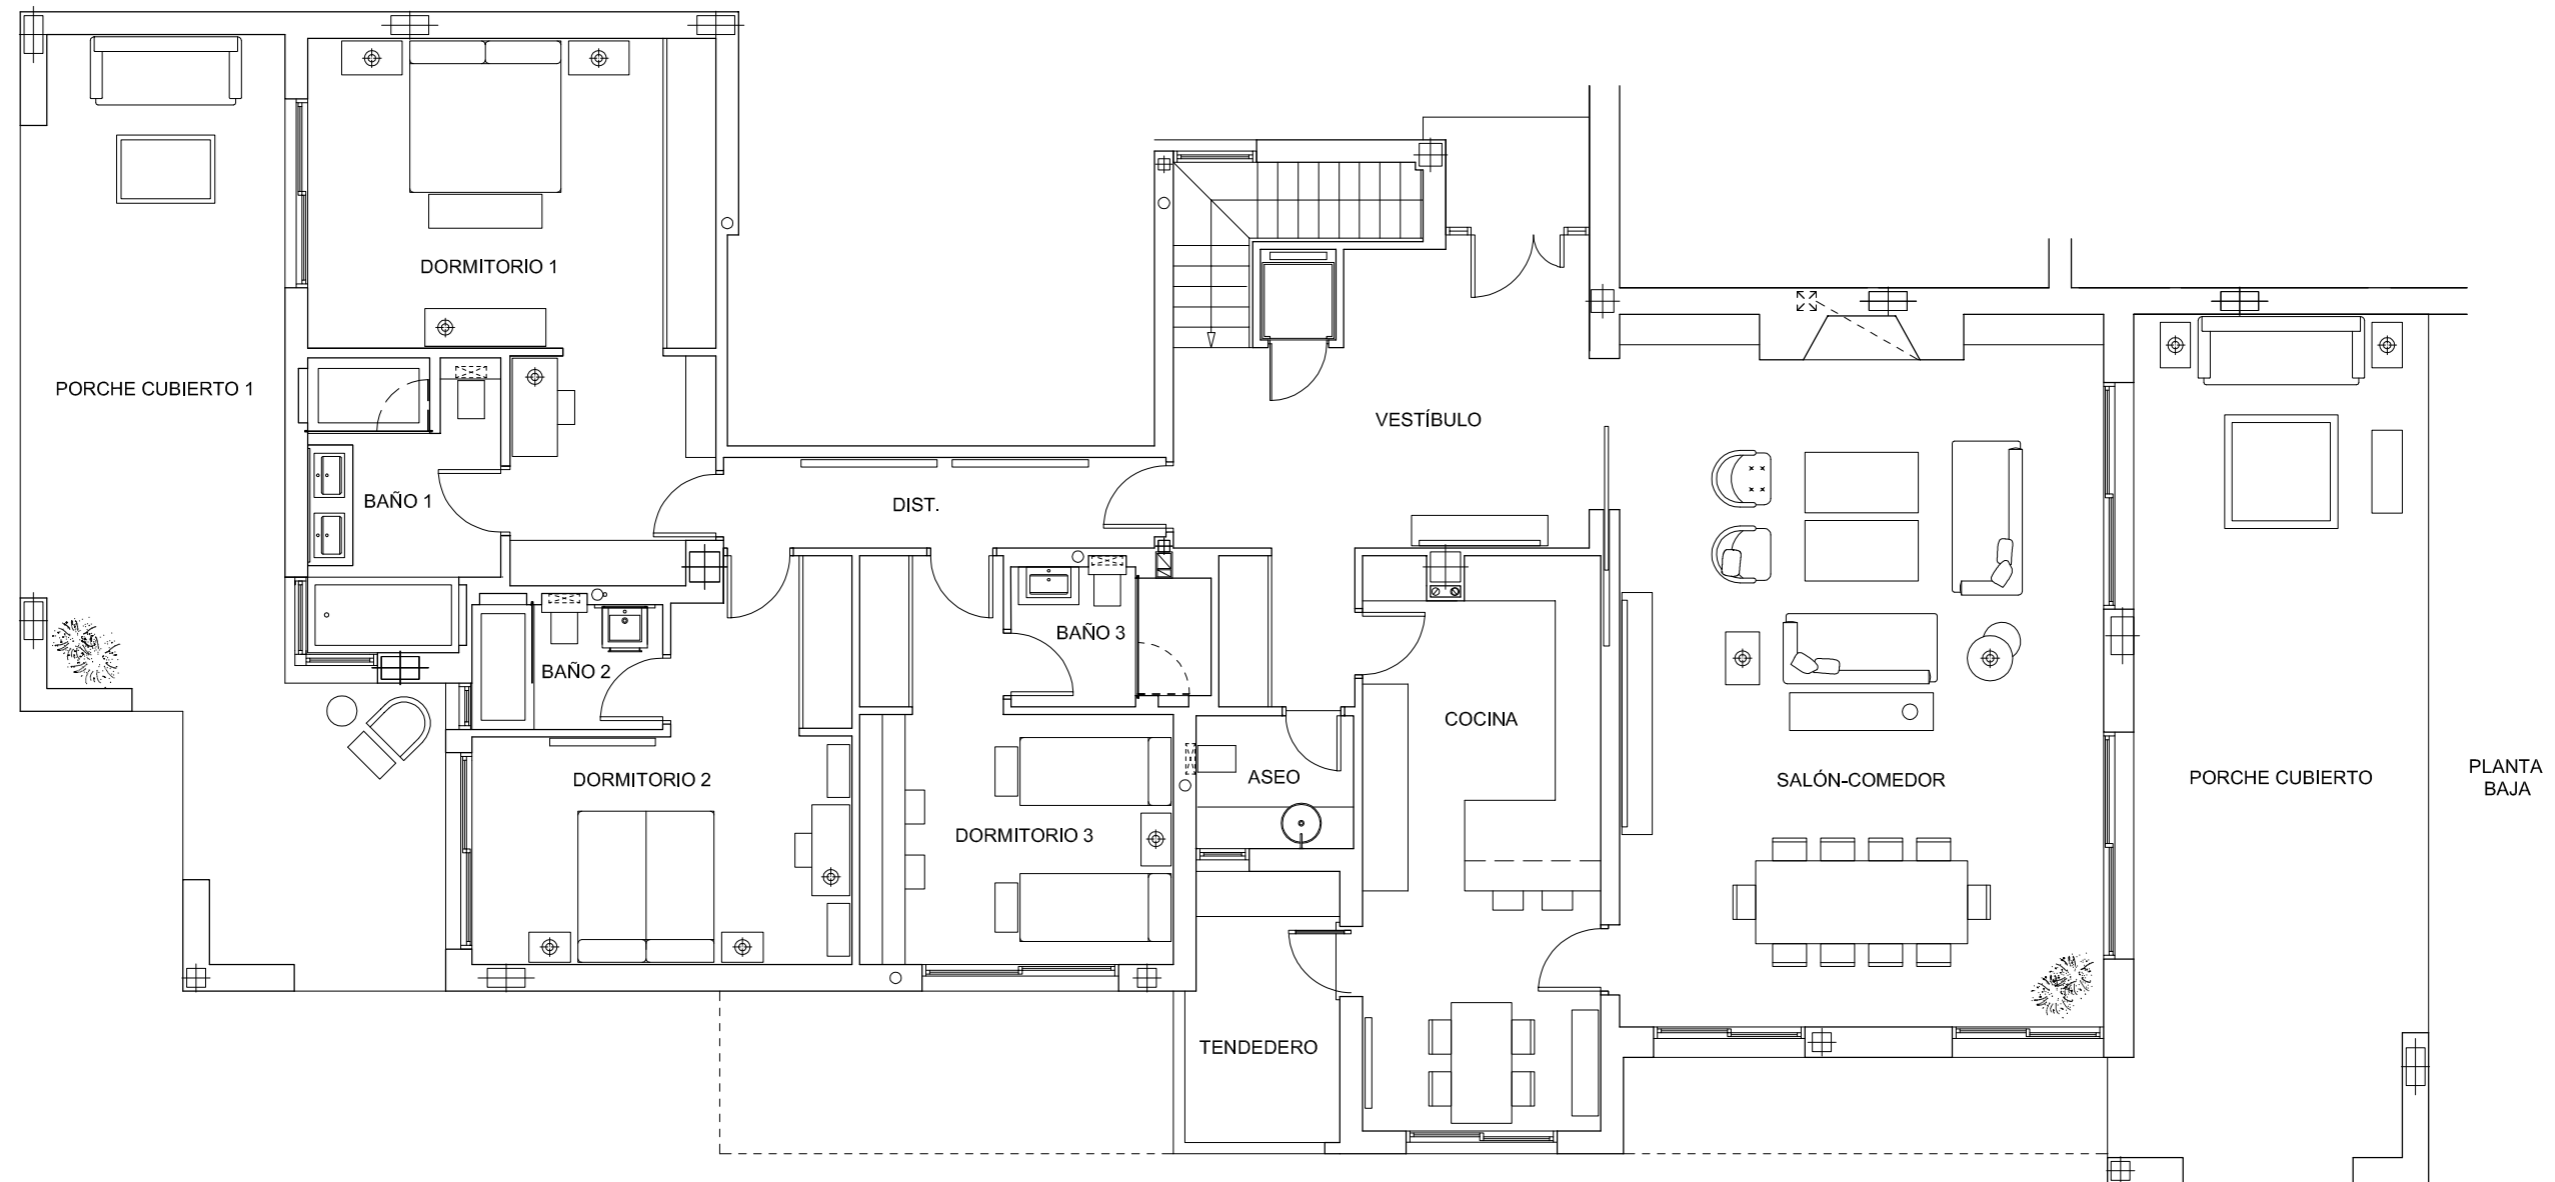 DORMITORIO 1
PORCHE CUBIERTO 1
VESTÍBULO
BAÑO 1
DIST.
BAÑO 3
BAÑO 2
COCINA
DORMITORIO 2
ASEO
SALÓN-COMEDOR
PORCHE CUBIERTO
PLANTA
BAJA
DORMITORIO 3
TENDEDERO